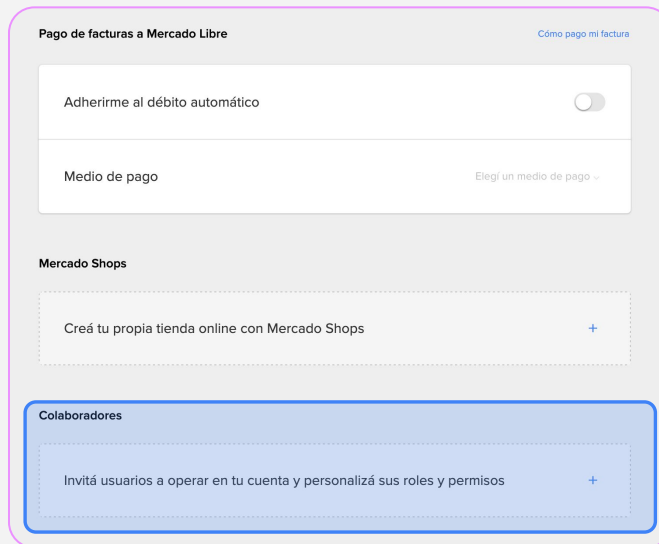 Pago de facturas a Mercado Libre
Cómo pago mi factura
Adherirme al débito automático
Medio de pago
Elegí un medio de pago
Mercado Shops
Creá tu propia tienda online con Mercado Shops
+
Colaboradores
Invitá usuarios a operar en tu cuenta y personalizá sus roles y permisos
+